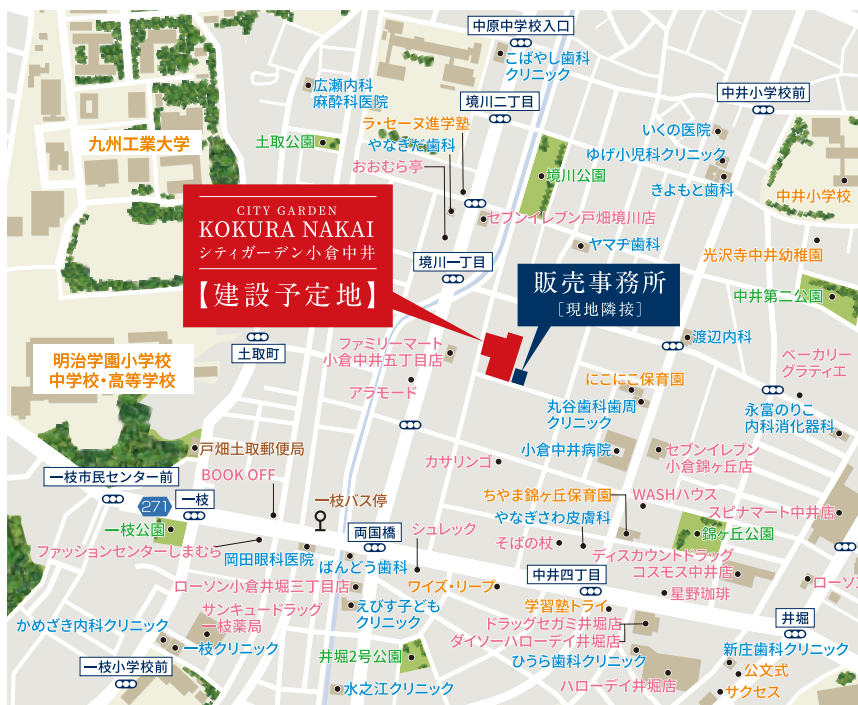 中原中学校入口
こばやし歯科
クリニック
広瀬内科
麻酔科医院
境川二丁目
中井小学校前
ラ・セーヌ進学塾
いくの医院
九州工業大学
土取公園
やなぎだ歯科
ゆげ小児科クリニック
おおむら亭
境川公園
きよもと歯科
中井小学校
CITY GARDEN
KOKURA NAKAI
シティガーデン小倉中井
【建設予定地】
セブンイレブン戸畑境川店
ヤマヂ歯科
光沢寺中井幼稚園
境川一丁目
販売事務所
［現地隣接］
中井第二公園
渡辺内科
土取町
ファミリーマート
小倉中井五丁目店
明治学園小学校
中学校・高等学校
ベーカリー
グラティエ
アラモード
にこにこ保育園
丸谷歯科歯周
クリニック
永富のりこ
内科消化器科
戸畑土取郵便局
小倉中井病院
セブンイレブン
小倉錦ヶ丘店
カサリンゴ
一枝市民センター前
BOOK OFF
271
一枝
一枝バス停
ちやま錦ヶ丘保育園
WASHハウス
やなぎさわ皮膚科
スピナマート中井店
一枝公園
両国橋
シュレック
錦ヶ丘公園
そばの杖
ファッションセンターしまむら
岡田眼科医院
ばんどう歯科
ディスカウントドラッグ
コスモス中井店
中井四丁目
ローソン小倉井堀三丁目店
ワイズ・リープ
ローソン
星野珈琲
サンキュードラッグ
一枝薬局
えびす子ども
クリニック
学習塾トライ
ドラッグセガミ井堀店
ダイソーハローデイ井堀店
井堀
かめざき内科クリニック
一枝クリニック
井堀2号公園
ひうら歯科クリニック
新庄歯科クリニック
一枝小学校前
公文式
水之江クリニック
ハローデイ井堀店
サクセス